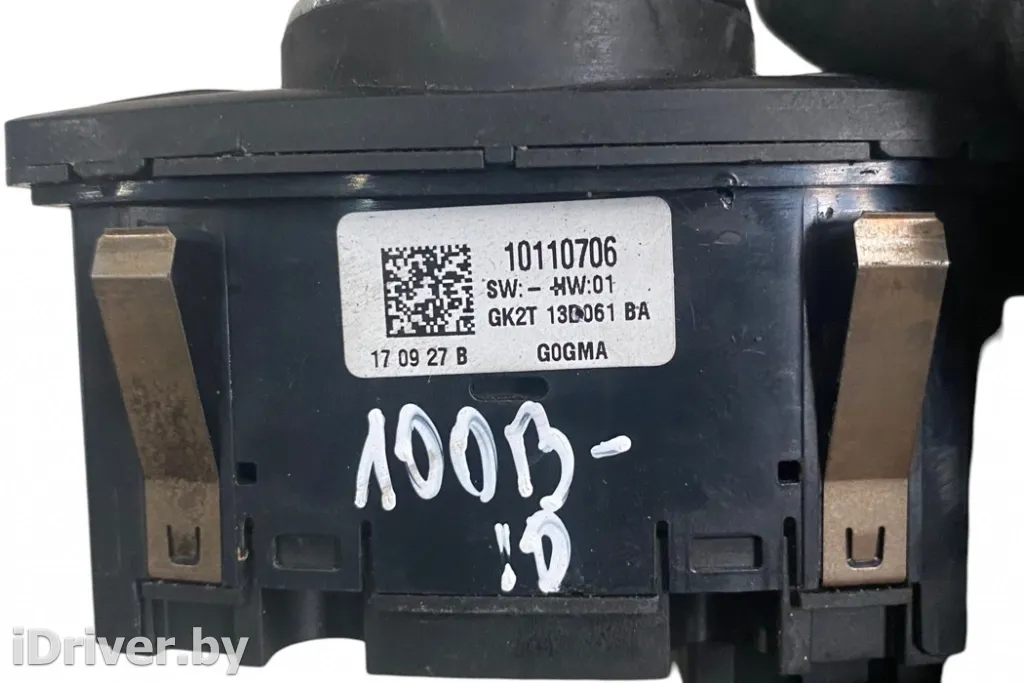 10110706
SW:- HW:01
GK2T 13D061 BA
17 09 27 B G0GMA
100B-
iDriver.by